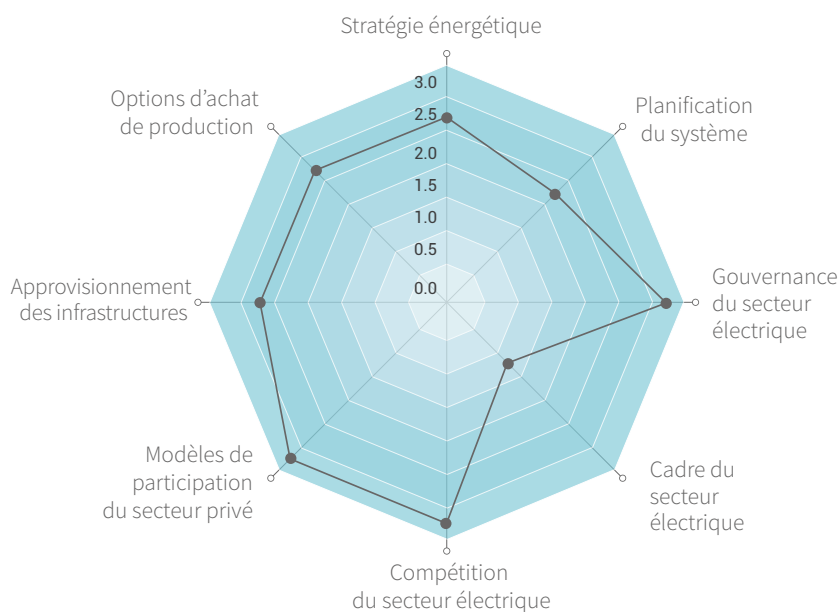 Stratégie énergétique
Planification
du système
Gouvernance
du secteur
électrique
Cadre du
secteur
électrique
Compétition
du secteur électrique
Modèles de
participation
du secteur privé
Approvisionnement
des infrastructures
Options d’achat
de production
3.0
2.5
2.0
1.5
1.0
0.5
0.0